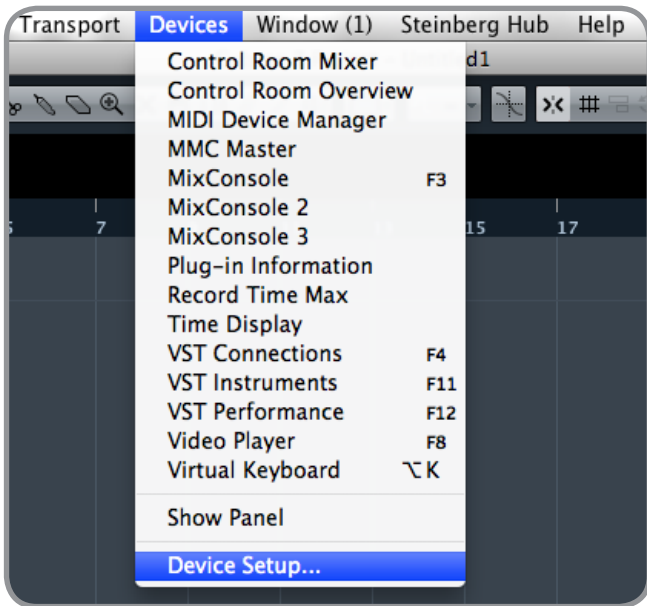 Transport Devices Window (1) Steinberg Hub Help
d1
Control Room Mixer
Control Room Overview
MIDI Device Manager
MMC Master
MixConsole F3
MixConsole 2
MixConsole 3
7 15 17
Plug-in Information
Record Time Max
Time Display
VST Connections F4
VST Instruments F11
VST Performance F12
Video Player F8
Virtual Keyboard ⌥K
Show Panel
Device Setup...